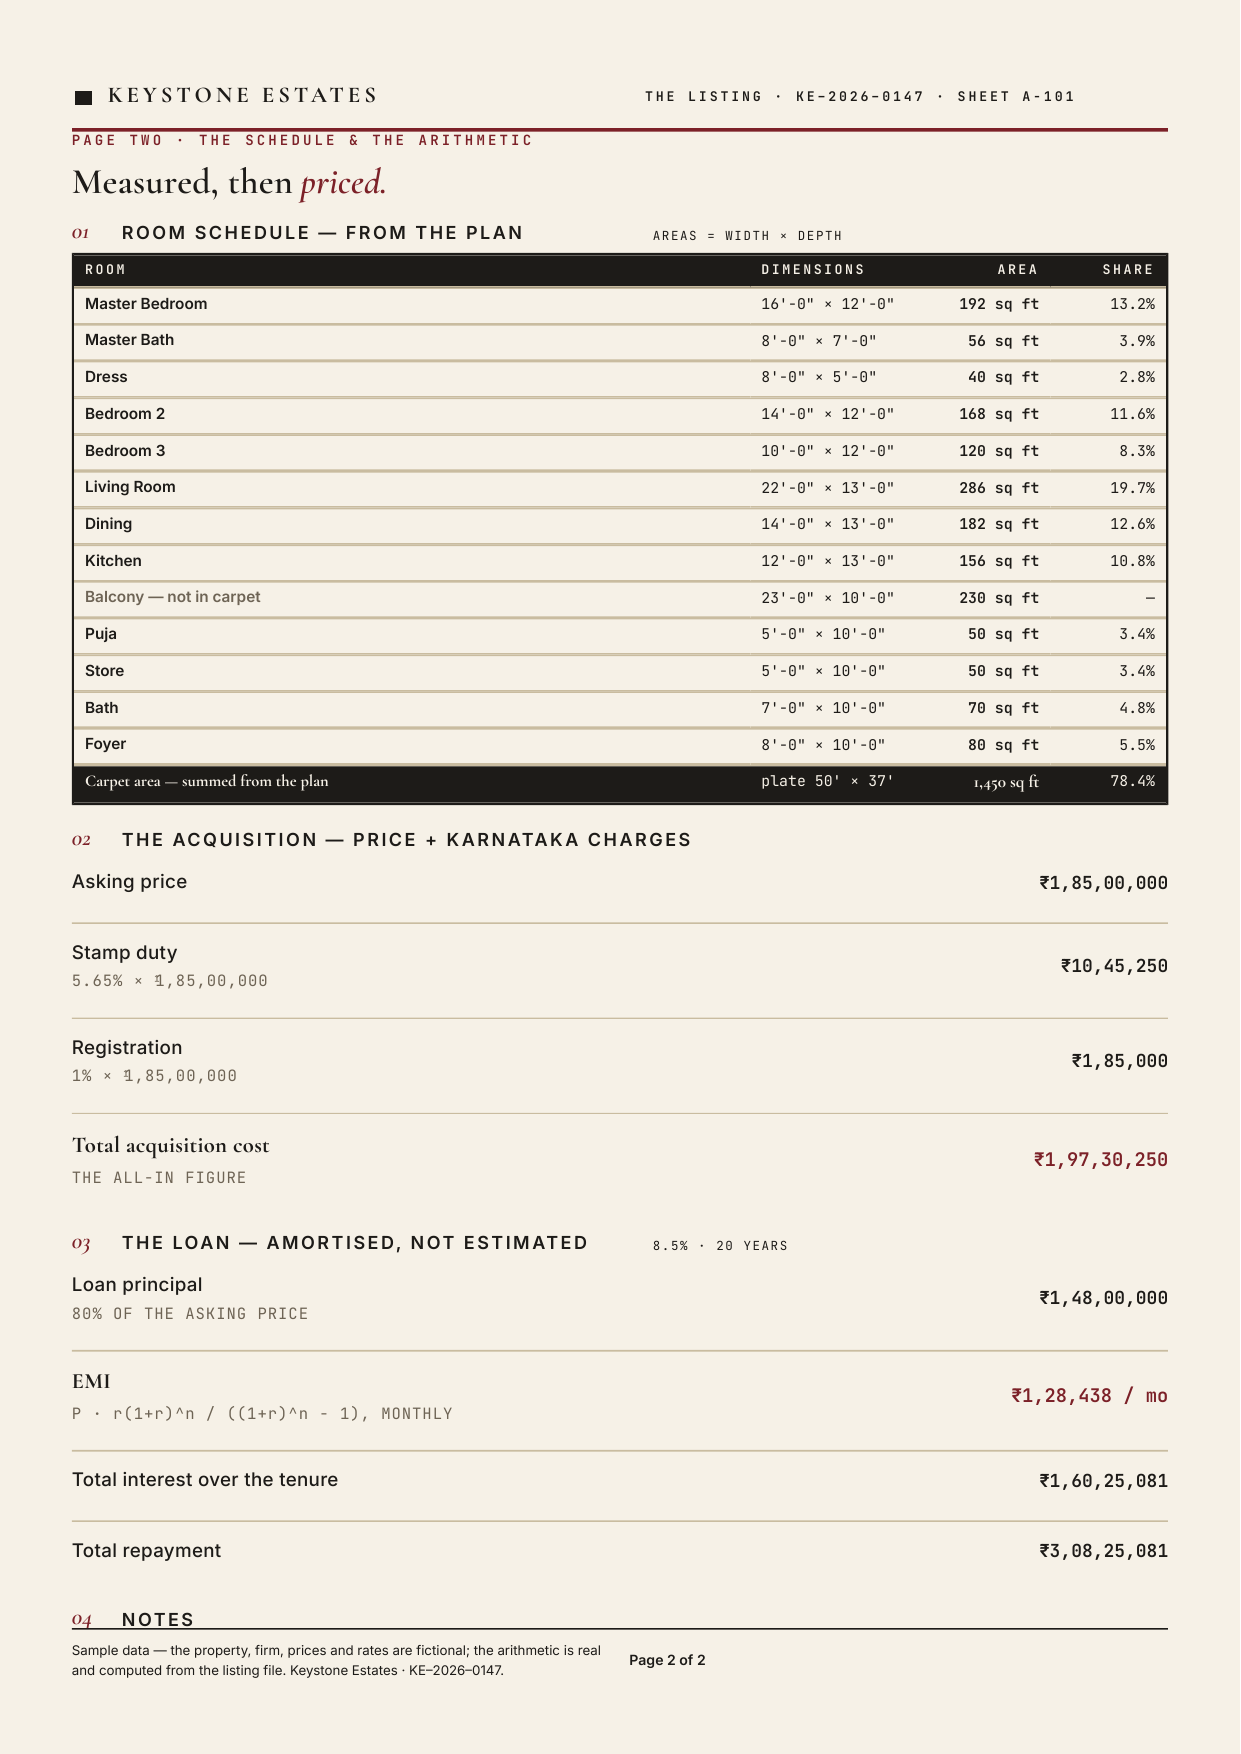 KEYSTONE ESTATES
THE LISTING · KE–2026–0147 · SHEET A-101
PAGE TWO · THE SCHEDULE & THE ARITHMETIC
Measured, then priced.
01 ROOM SCHEDULE — FROM THE PLAN AREAS = WIDTH × DEPTH
ROOM DIMENSIONS AREA SHARE
Master Bedroom 16'-0" × 12'-0" 192 sq ft 13.2%
Master Bath 8'-0" × 7'-0" 56 sq ft 3.9%
Dress 8'-0" × 5'-0" 40 sq ft 2.8%
Bedroom 2 14'-0" × 12'-0" 168 sq ft 11.6%
Bedroom 3 10'-0" × 12'-0" 120 sq ft 8.3%
Living Room 22'-0" × 13'-0" 286 sq ft 19.7%
Dining 14'-0" × 13'-0" 182 sq ft 12.6%
Kitchen 12'-0" × 13'-0" 156 sq ft 10.8%
Balcony — not in carpet 23'-0" × 10'-0" 230 sq ft —
Puja 5'-0" × 10'-0" 50 sq ft 3.4%
Store 5'-0" × 10'-0" 50 sq ft 3.4%
Bath 7'-0" × 10'-0" 70 sq ft 4.8%
Foyer 8'-0" × 10'-0" 80 sq ft 5.5%
Carpet area — summed from the plan plate 50' × 37' 1,450 sq ft 78.4%
02 THE ACQUISITION — PRICE + KARNATAKA CHARGES
Asking price ₹1,85,00,000
Stamp duty ₹10,45,250
5.65% × ₹1,85,00,000
Registration ₹1,85,000
1% × ₹1,85,00,000
Total acquisition cost ₹1,97,30,250
THE ALL-IN FIGURE
03 THE LOAN — AMORTISED, NOT ESTIMATED 8.5% · 20 YEARS
Loan principal ₹1,48,00,000
80% OF THE ASKING PRICE
EMI ₹1,28,438 / mo
P · r(1+r)^n / ((1+r)^n - 1), MONTHLY
Total interest over the tenure ₹1,60,25,081
Total repayment ₹3,08,25,081
04 NOTES
Sample data — the property, firm, prices and rates are fictional; the arithmetic is real
and computed from the listing file. Keystone Estates · KE–2026–0147.
Page 2 of 2